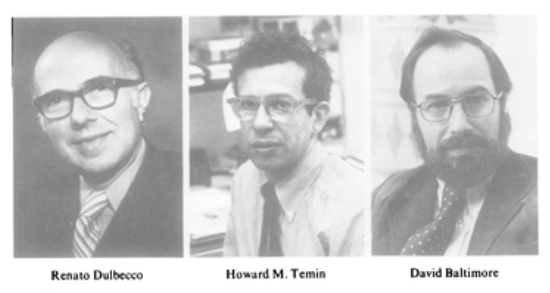 Renato Dulbecco
Howard M. Temin
David Baltimore